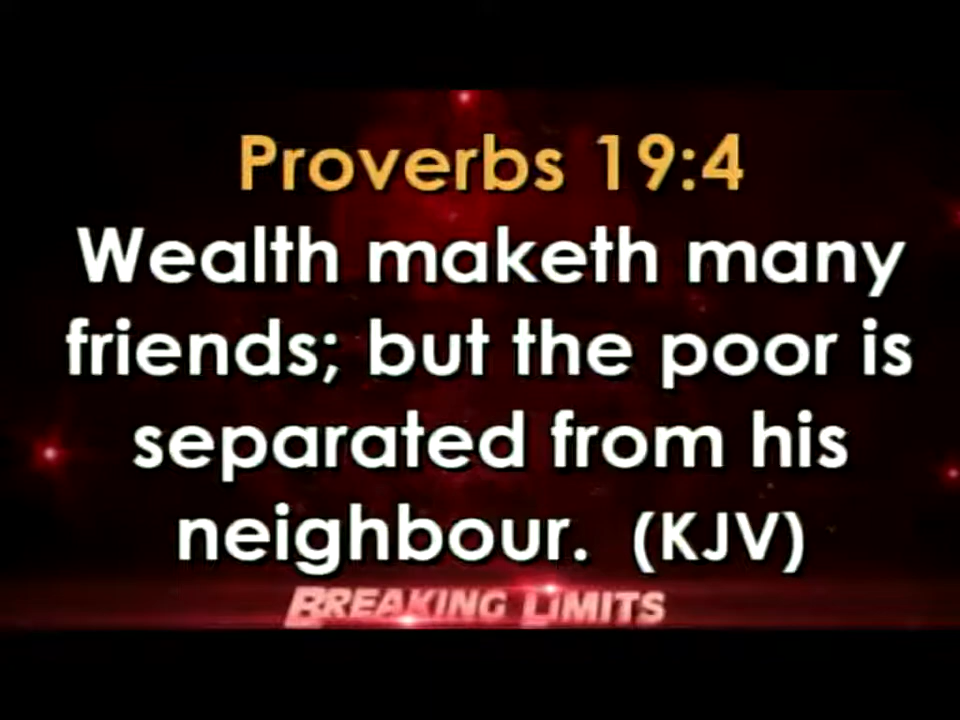 Proverbs 19:4
Wealth maketh many
friends; but the poor is
separated from his
neighbour. (KJV)
BREAKING LIMITS